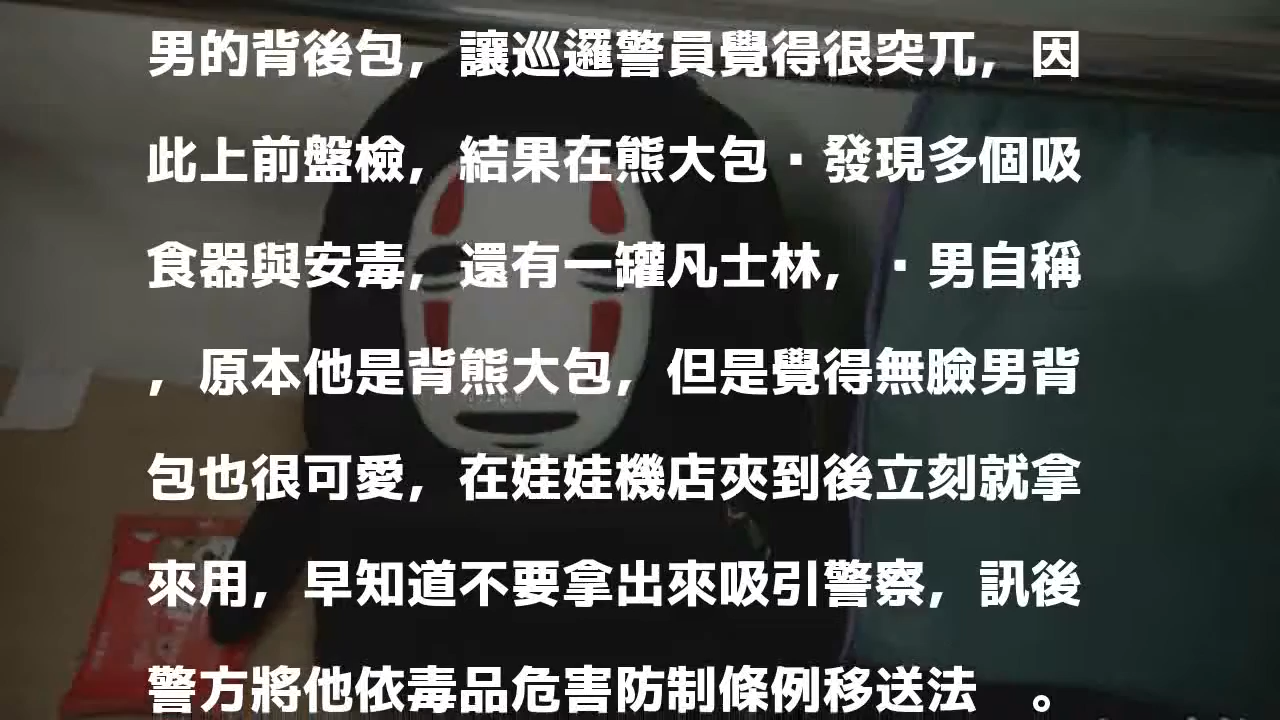 男的背後包，讓巡邏警員覺得很突兀，因
此上前盤檢，結果在熊大包▪發現多個吸
食器與安毒，還有一罐凡士林，▪男自稱
，原本他是背熊大包，但是覺得無臉男背
包也很可愛，在娃娃機店夾到後立刻就拿
來用，早知道不要拿出來吸引警察，訊後
警方將他依毒品危害防制條例移送法　。